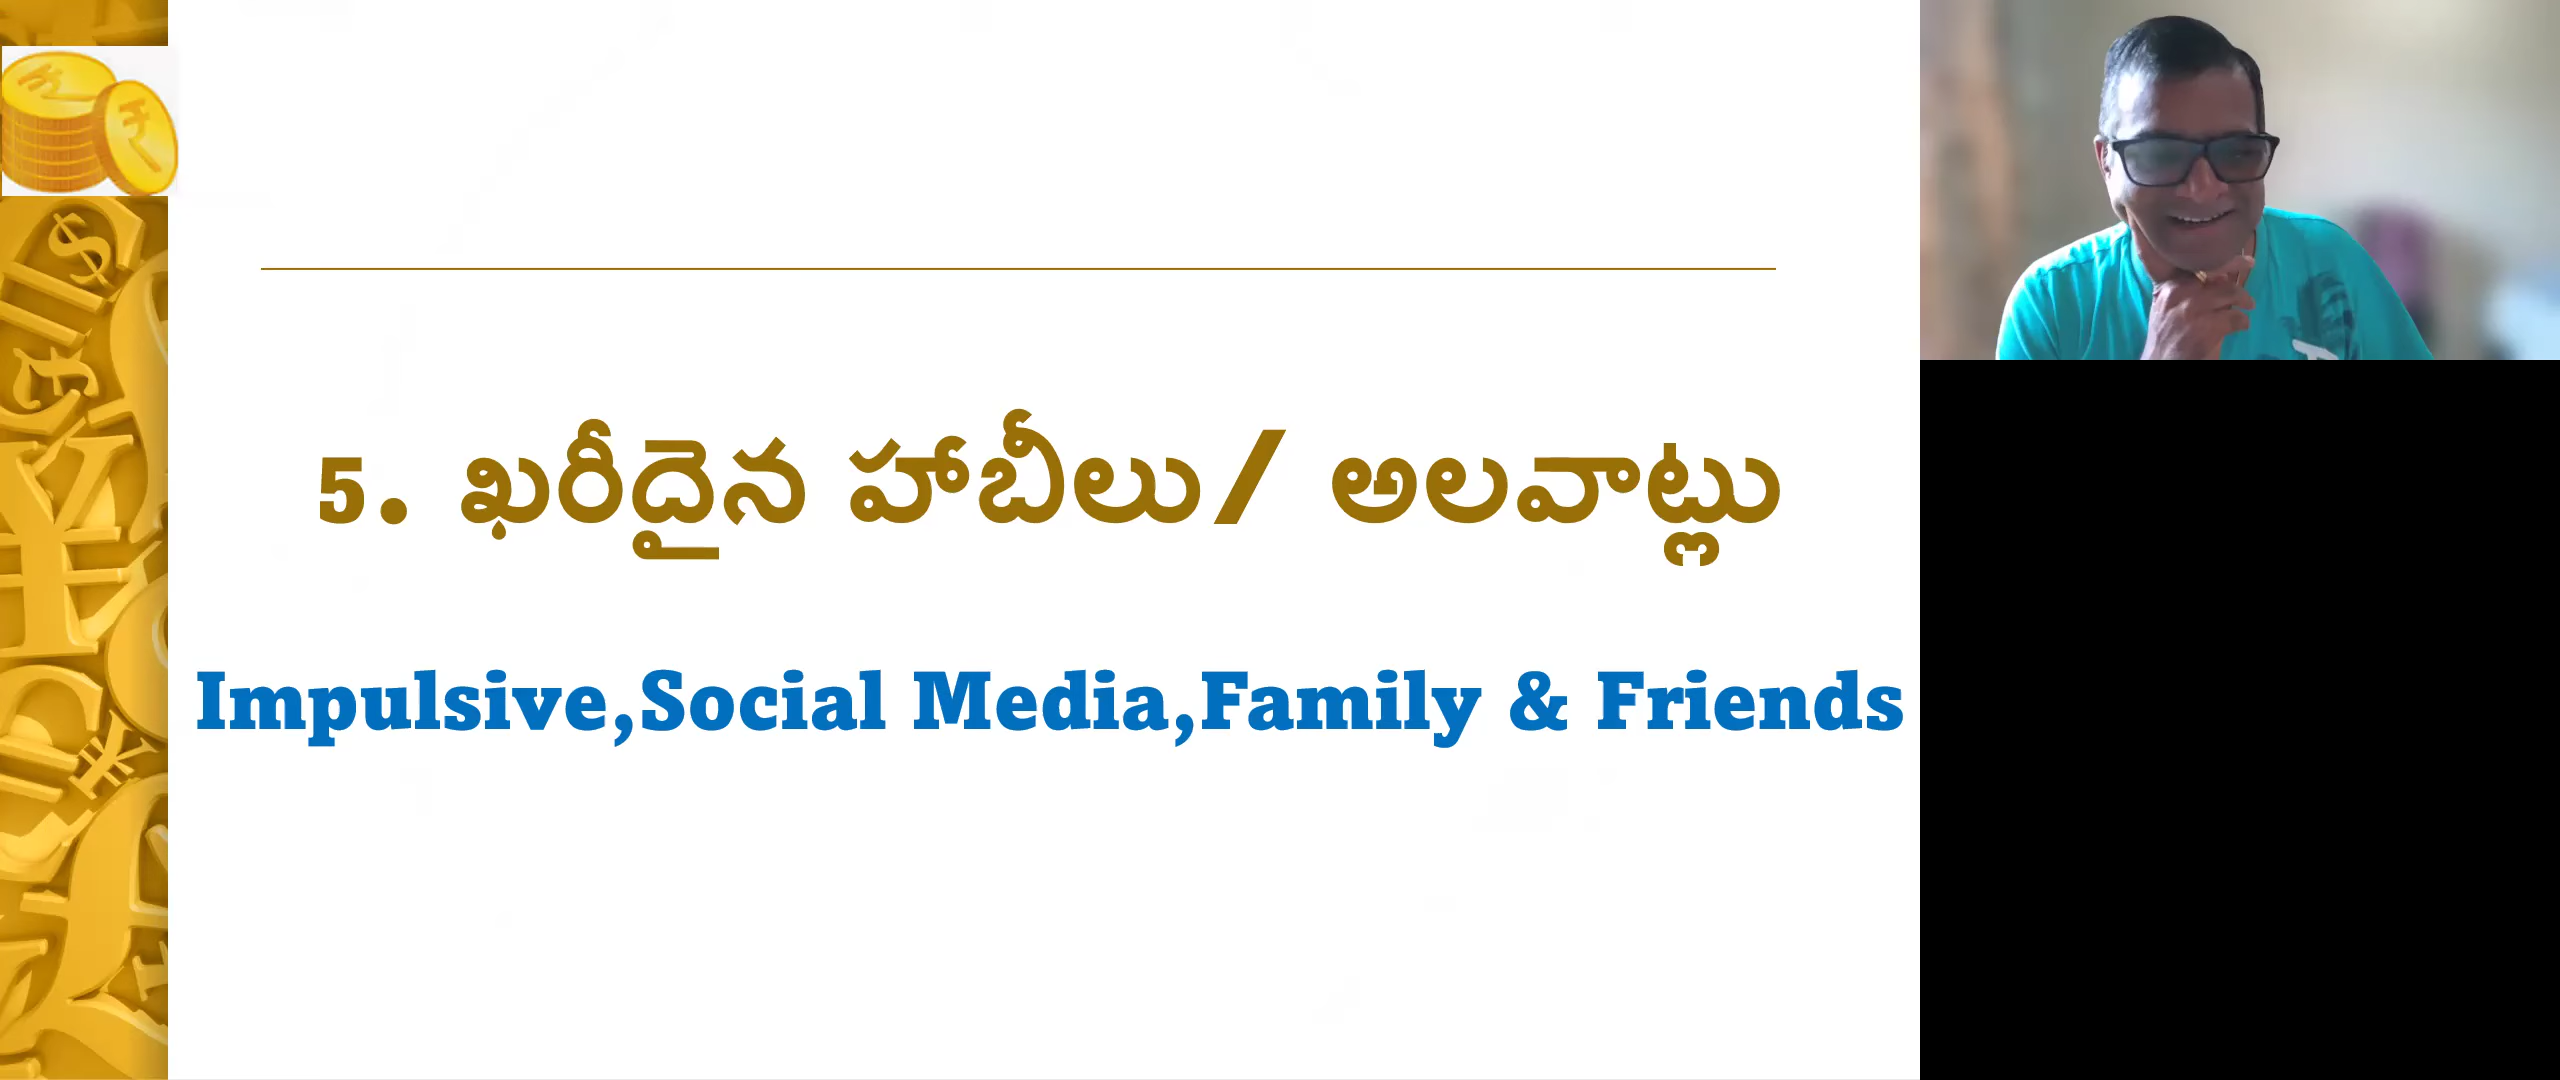 5. ఖరీదైన హాబీలు/ అలవాట్లు
Impulsive,Social Media,Family & Friends